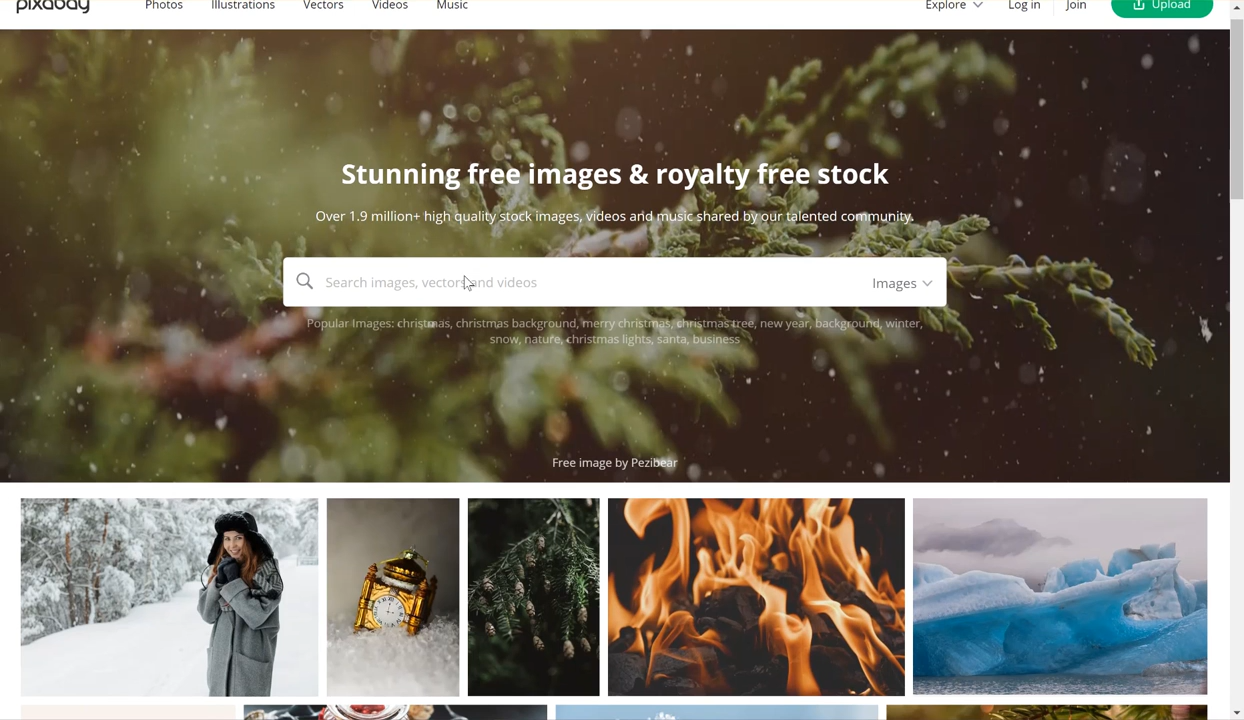 pixabay
Photos Illustrations Vectors Videos Music Explore Log in Join Upload
Stunning free images & royalty free stock
Over 1.9 million+ high quality stock images, videos and music shared by our talented community.
Search images, vectors and videos Images
Popular Images: christmas, christmas background, merry christmas, christmas tree, new year, background, winter,
snow, nature, christmas lights, santa, business
Free image by Pezibear